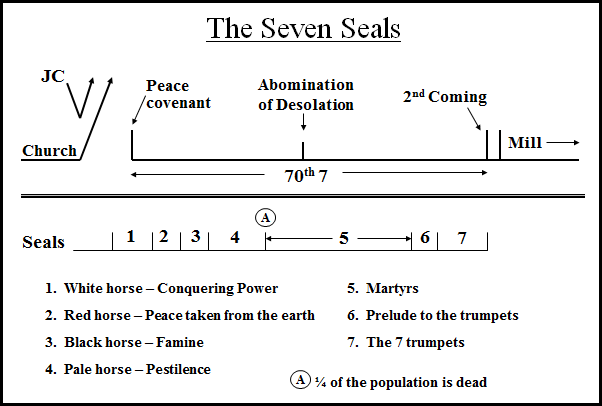 The Seven Seals
JC
Peace
covenant
Abomination
of Desolation
2nd Coming
Church
Mill
70th 7
A
Seals 1 2 3 4 5 6 7
1. White horse – Conquering Power
2. Red horse – Peace taken from the earth
3. Black horse – Famine
4. Pale horse – Pestilence
5. Martyrs
6. Prelude to the trumpets
7. The 7 trumpets
A ¼ of the population is dead